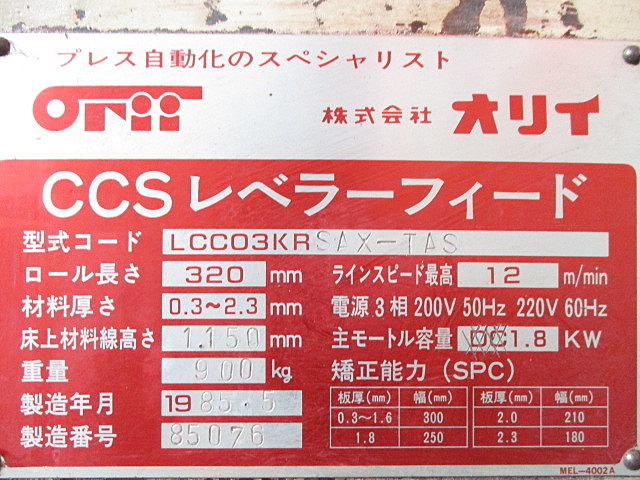 プレス自動化のスペシャリスト
Orii 株式会社 オリイ
CCSレベラーフィード
型式コード LCC03KR SAX-TAS
ロール長さ 320 mm ラインスピード最高 12 m/min
材料厚さ 0.3~2.3 mm 電源3相 200V 50Hz 220V 60Hz
床上材料線高さ 1.150 mm 主モートル容量 DC1.8 KW
重量 900 kg 矯正能力(SPC)
製造年月 1985.5 板厚(mm) 幅(mm) 板厚(mm) 幅(mm)
0.3~1.6 300 2.0 210
製造番号 85076 1.8 250 2.3 180
MEL-4002A